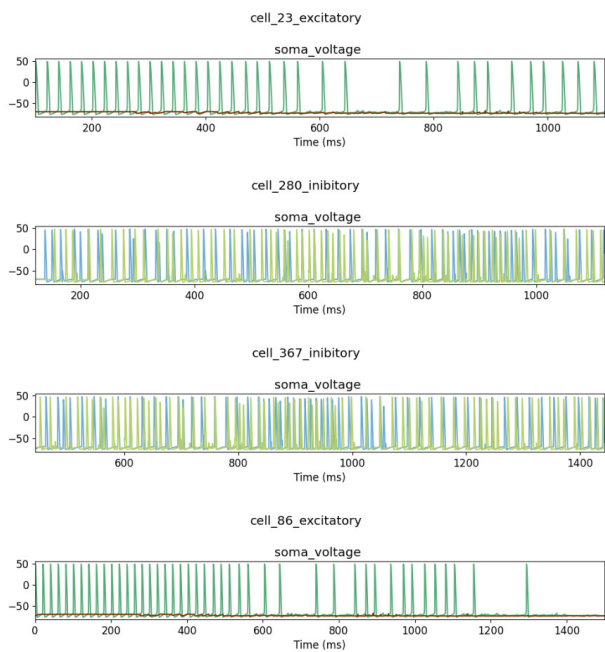 cell_23_excitatory
soma_voltage
50
0
−50
200 400 600 800 1000
Time (ms)
cell_280_inibitory
soma_voltage
50
0
−50
200 400 600 800 1000
Time (ms)
cell_367_inibitory
soma_voltage
50
0
−50
600 800 1000 1200 1400
Time (ms)
cell_86_excitatory
soma_voltage
50
0
−50
0 200 400 600 800 1000 1200 1400
Time (ms)